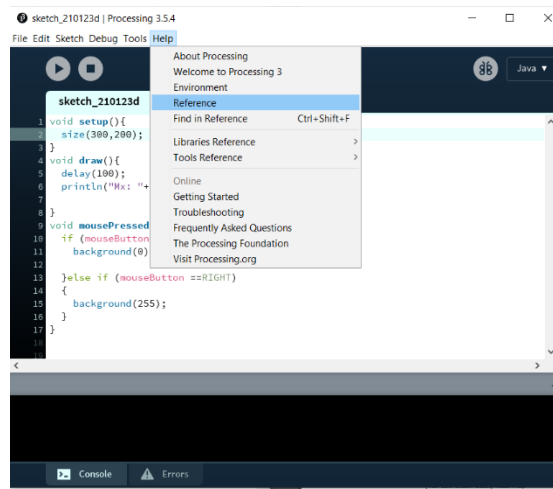 sketch_210123d | Processing 3.5.4
File Edit Sketch Debug Tools Help
Java ▼
sketch_210123d
About Processing
Welcome to Processing 3
Environment
Reference
Find in Reference Ctrl+Shift+F
Libraries Reference >
Tools Reference >
Online
Getting Started
Troubleshooting
Frequently Asked Questions
The Processing Foundation
Visit Processing.org
1 void setup(){
2 size(300,200);
3 }
4 void draw(){
5 delay(100);
6 println("Mx: "+
7
8 }
9 void mousePressed
10 if (mouseButton
11 background(0)
12
13 }else if (mouseButton ==RIGHT)
14 {
15 background(255);
16 }
17 }
18
19
Console Errors